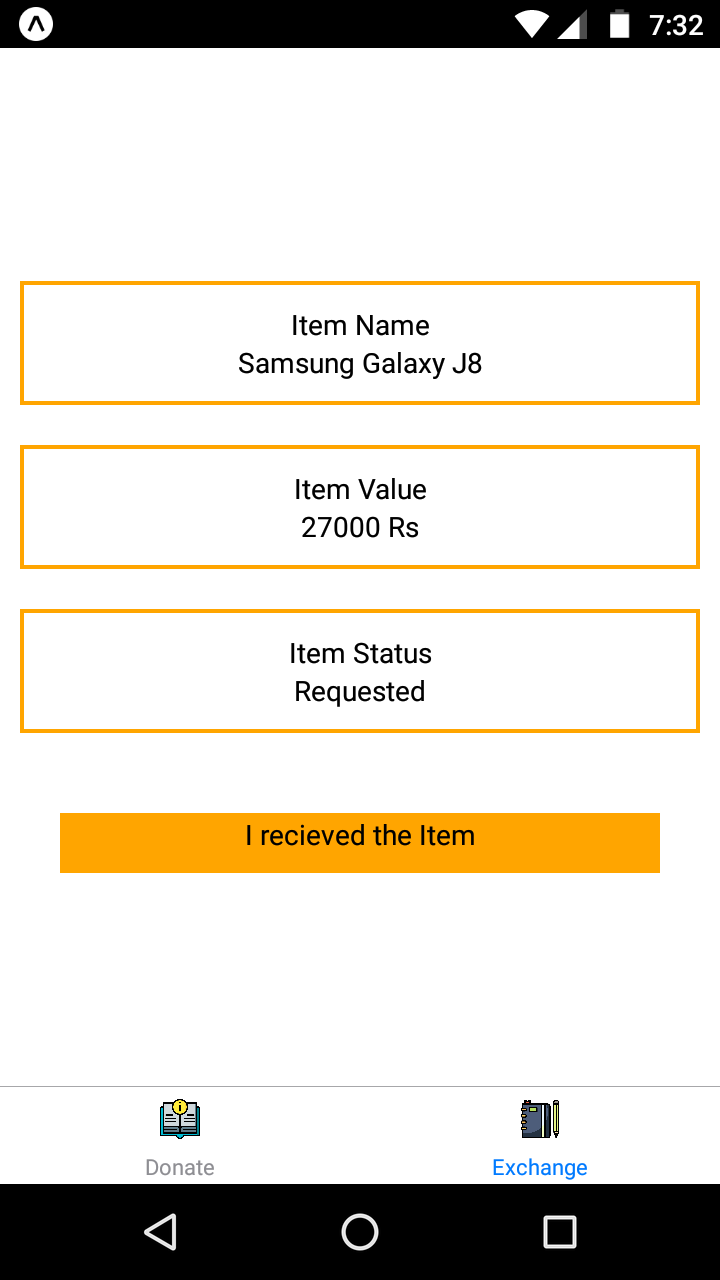 7:32
Item Name
Samsung Galaxy J8
Item Value
27000 Rs
Item Status
Requested
I recieved the Item
Donate
Exchange